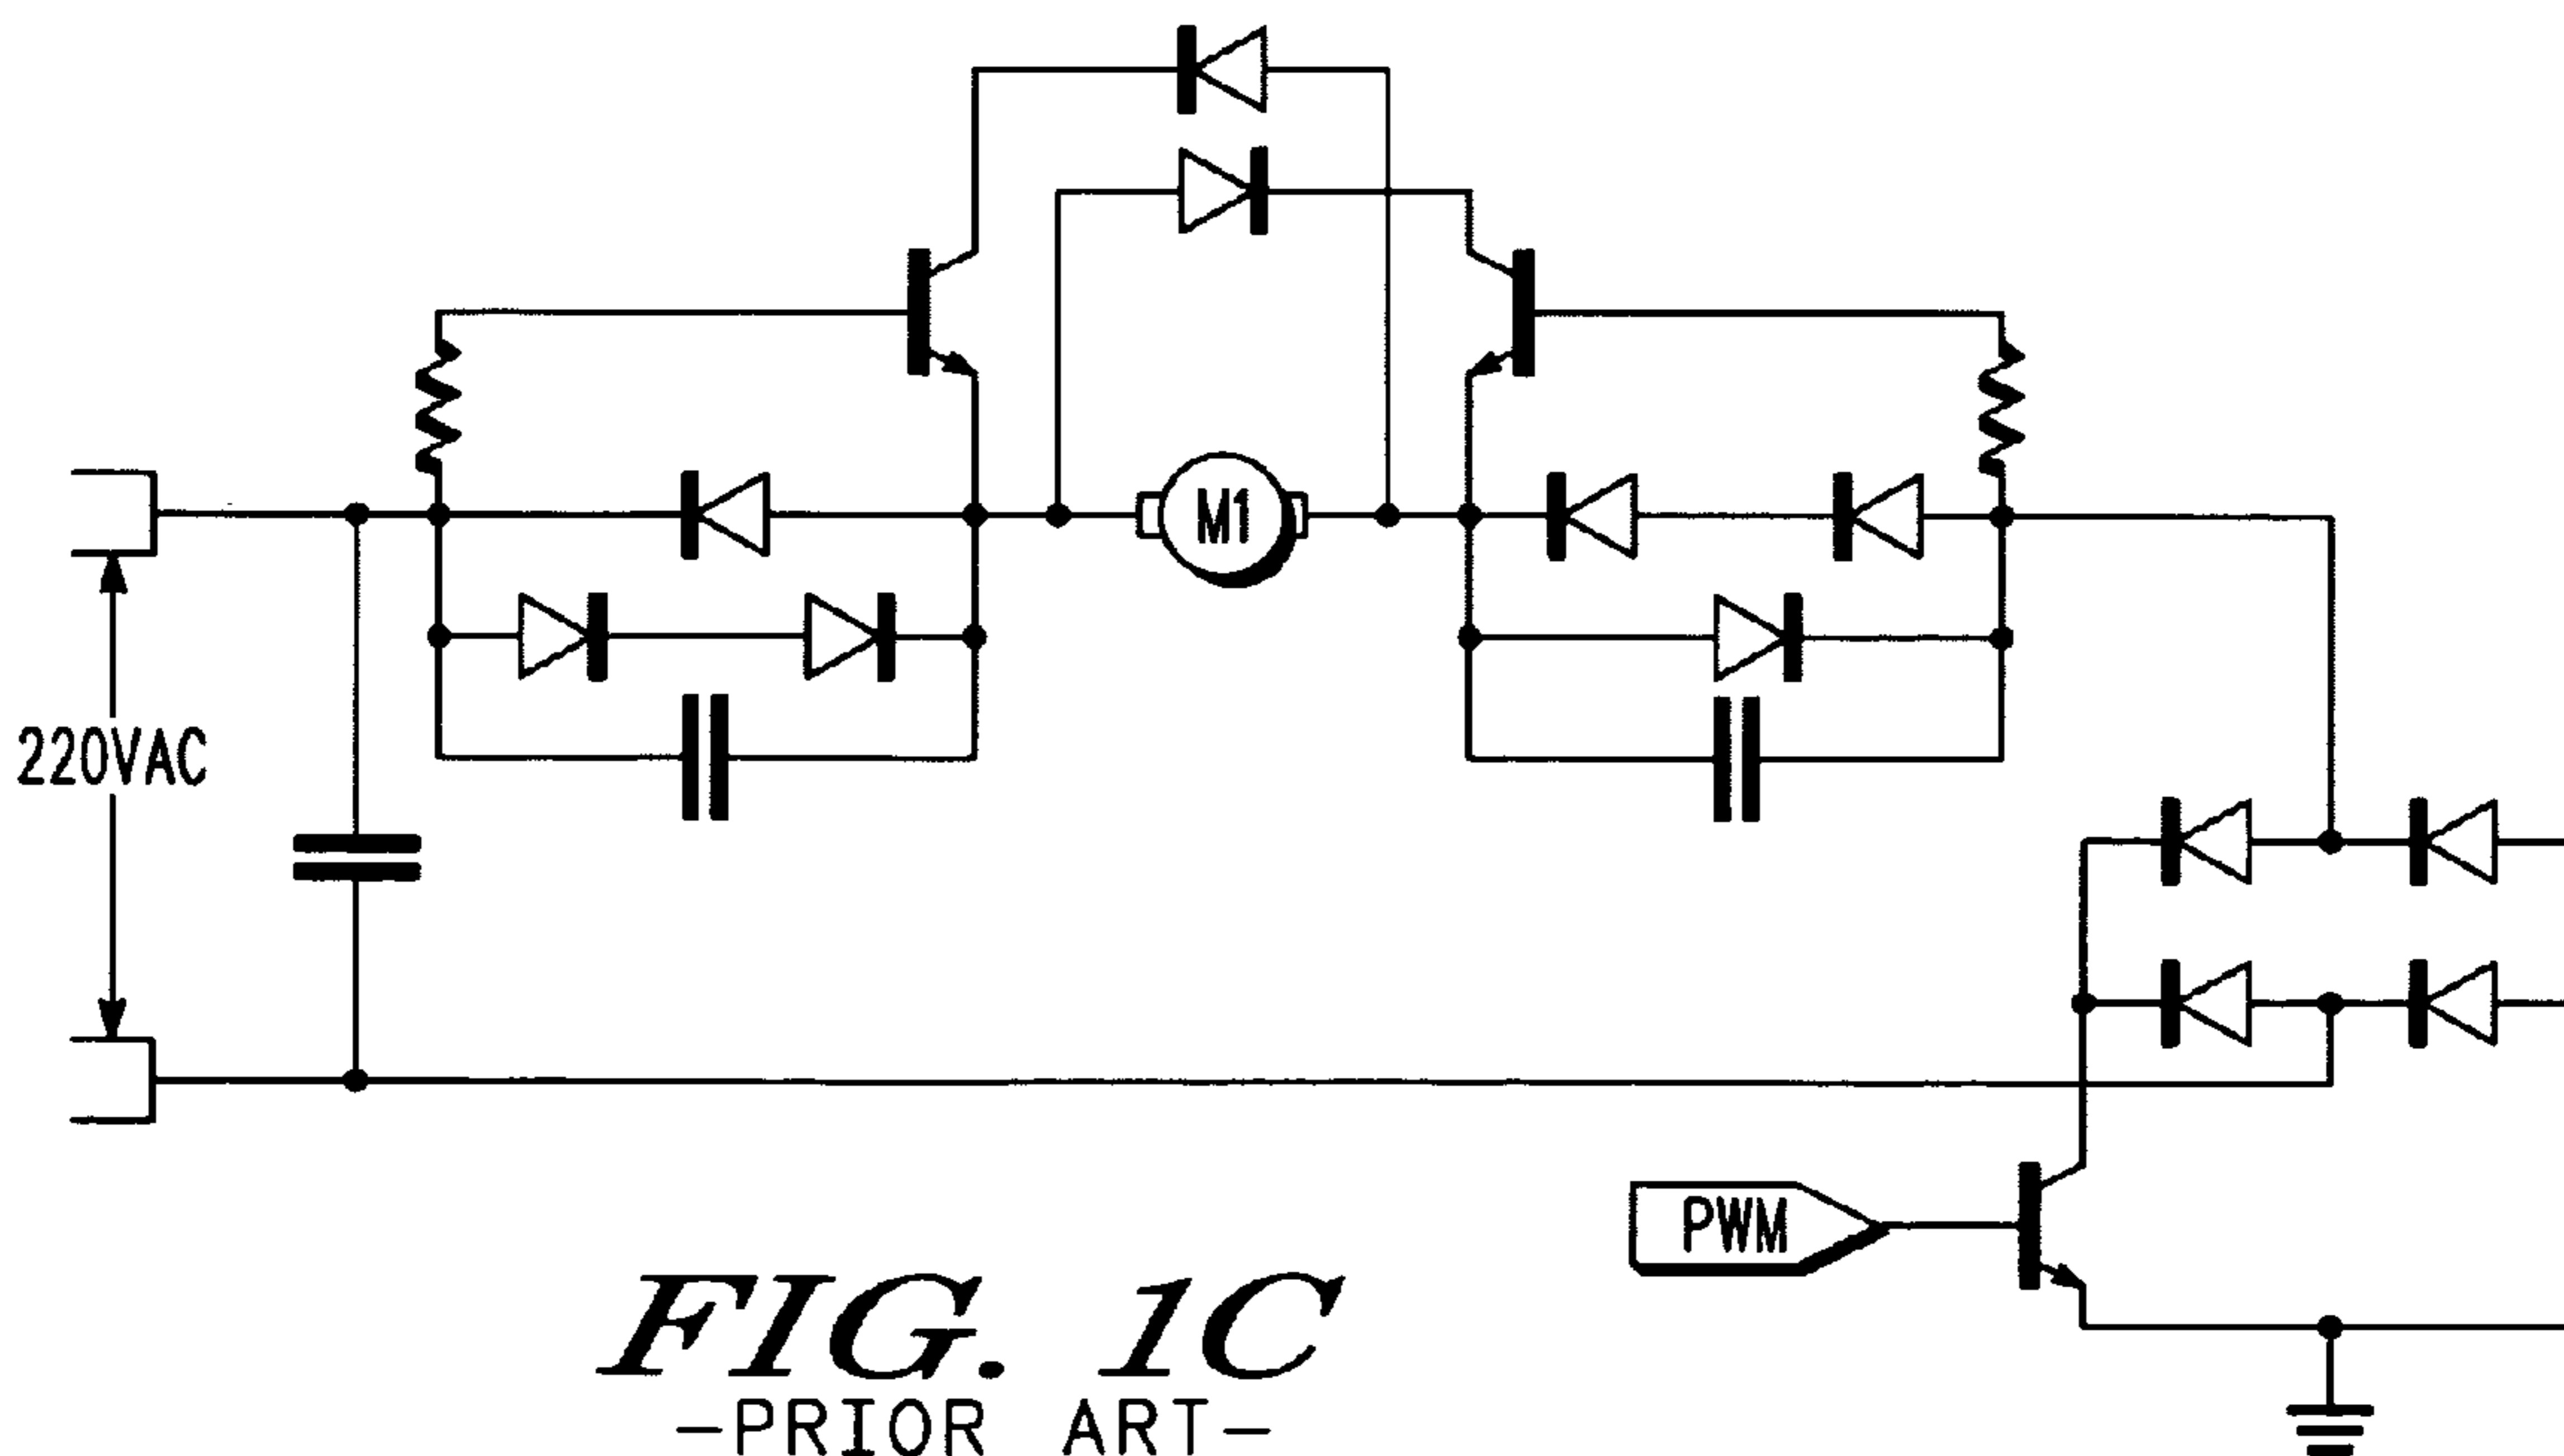 M1
220VAC
PWM
FIG. 1C
-PRIOR ART-